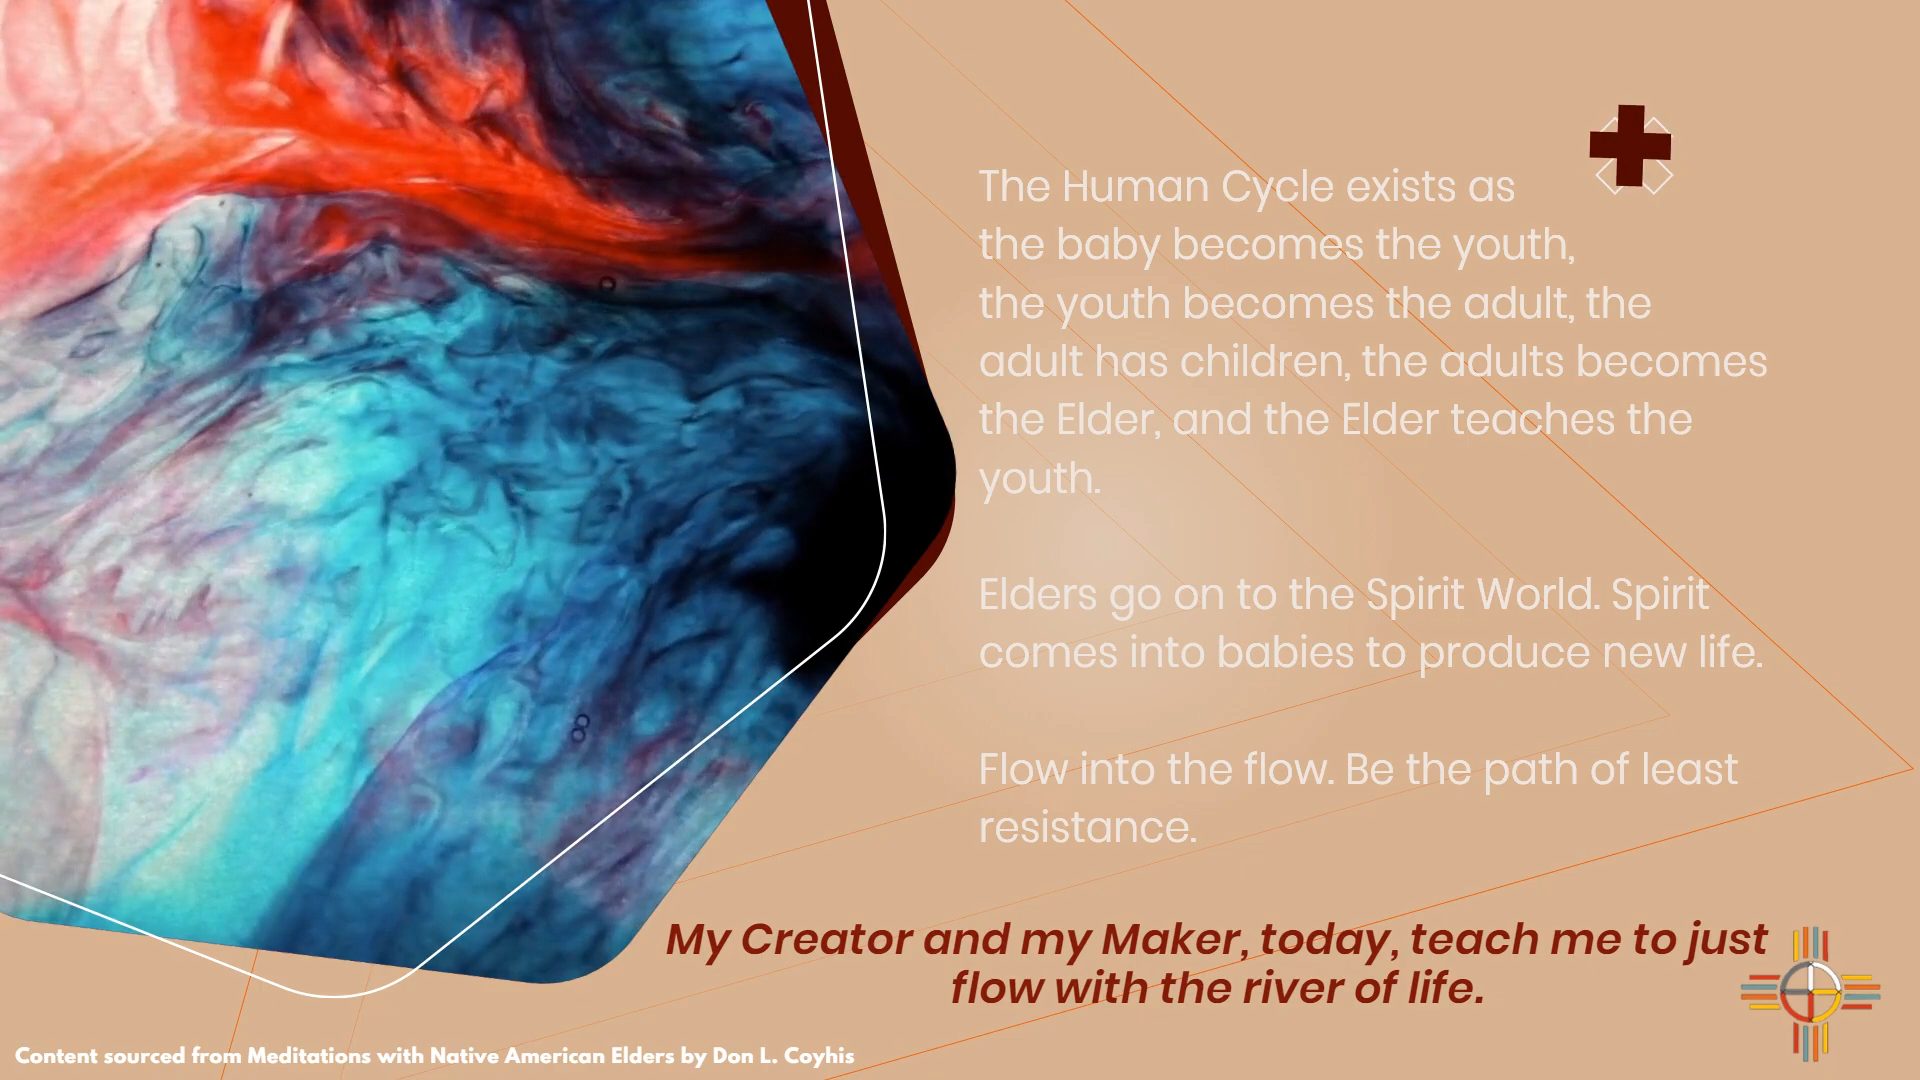 The Human Cycle exists as
the baby becomes the youth,
the youth becomes the adult, the
adult has children, the adults becomes
the Elder, and the Elder teaches the
youth.
Elders go on to the Spirit World. Spirit
comes into babies to produce new life.
Flow into the flow. Be the path of least
resistance.
My Creator and my Maker, today, teach me to just
flow with the river of life.
Content sourced from Meditations with Native American Elders by Don L. Coyhis